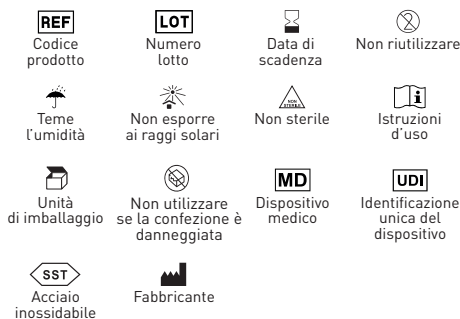 REF
Codice
prodotto
LOT
Numero
lotto
Data di
scadenza
2
Non riutilizzare
Teme
l'umidità
Non esporre
ai raggi solari
NON
STERILE
Non sterile
i
Istruzioni
d'uso
Unità
di imballaggio
Non utilizzare
se la confezione è
danneggiata
MD
Dispositivo
medico
UDI
Identificazione
unica del
dispositivo
SST
Acciaio
inossidabile
Fabbricante